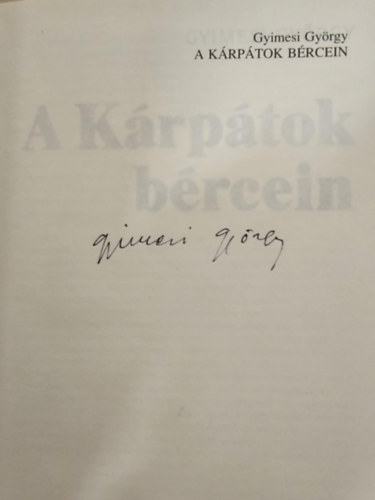 Gyimesi György
A KÁRPÁTOK BÉRCEIN
A Kárpátok
bércein
Gyimesi György